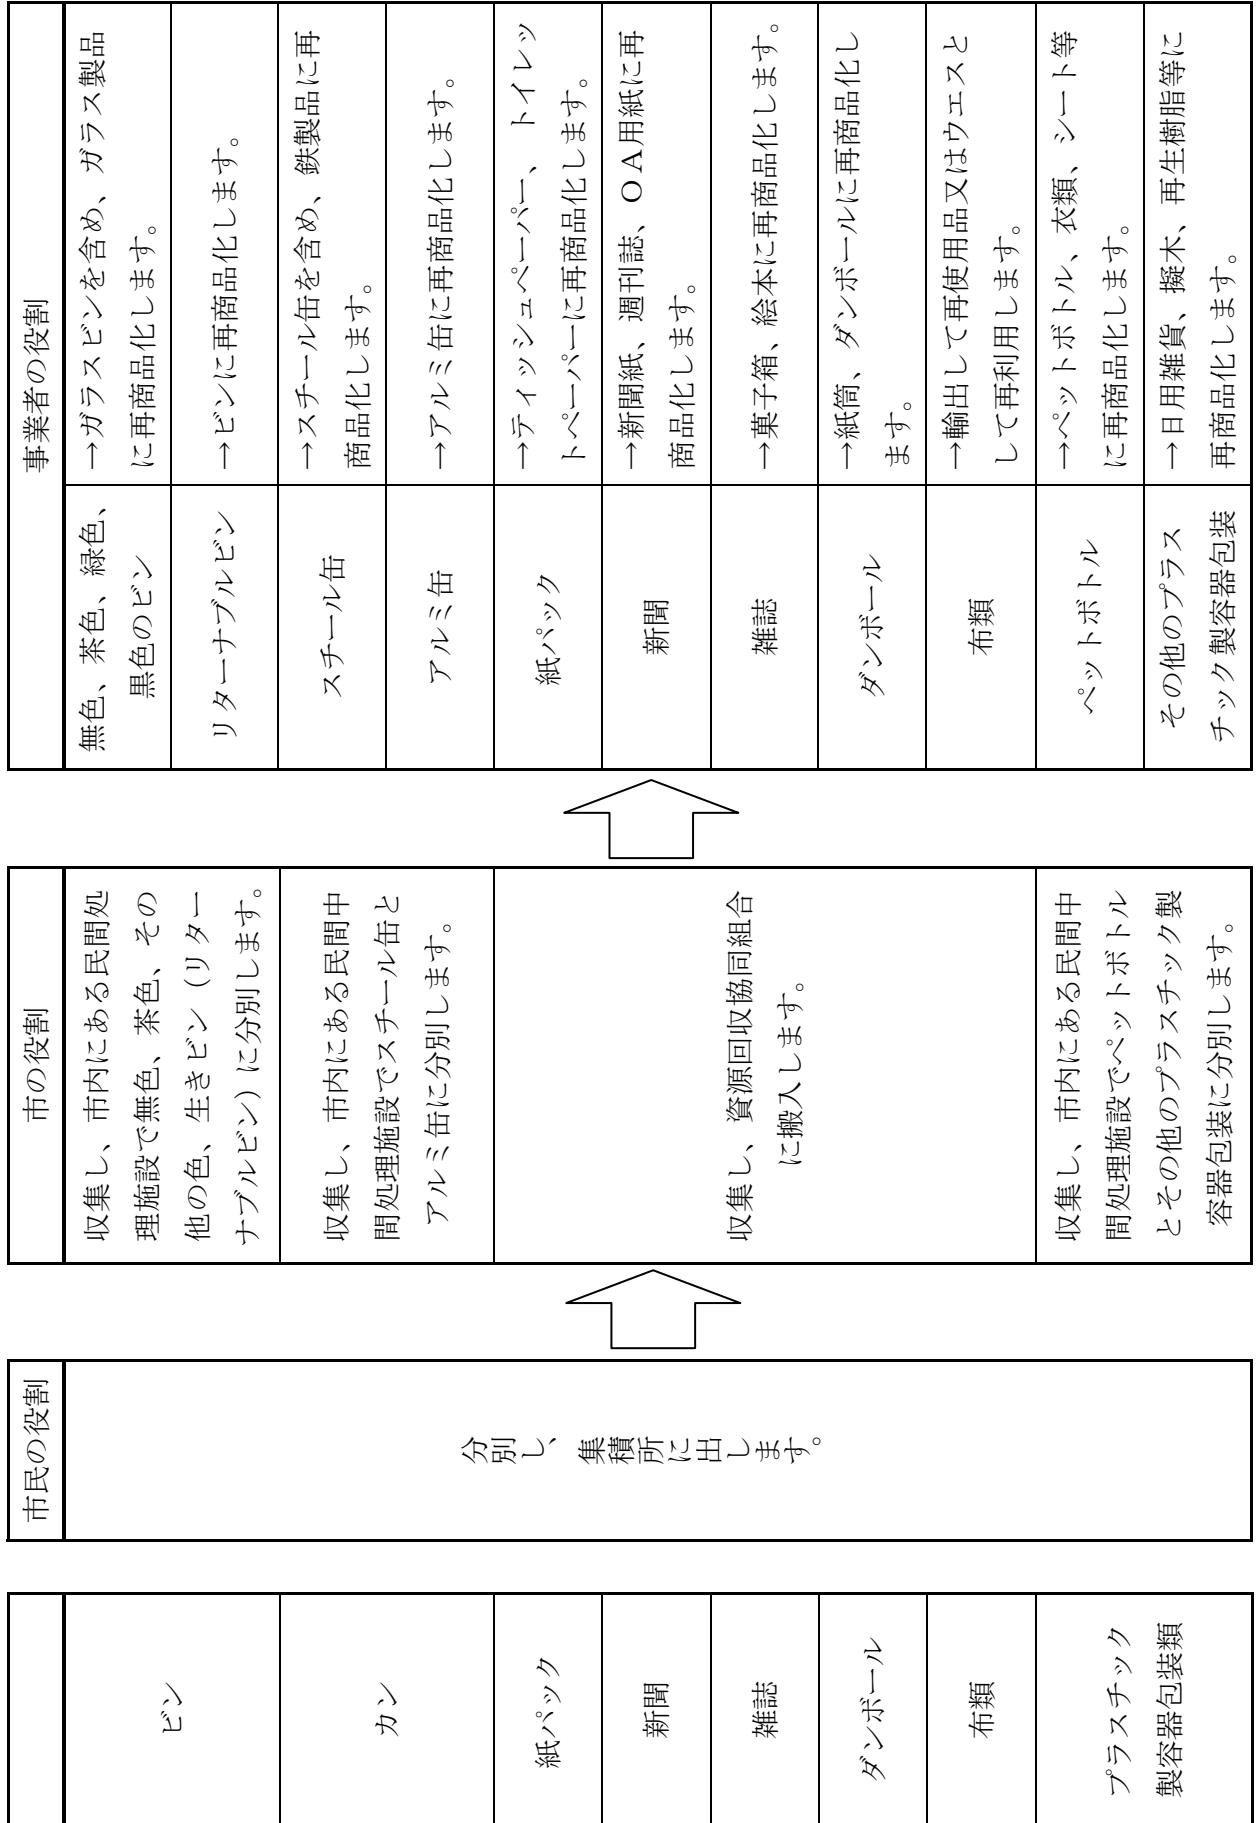 ビン
カン
紙パック
新聞
雑誌
ダンボール
布類
プラスチック
製容器包装類
市民の役割
分別し、集積所に出します。
市の役割
収集し、市内にある民間処
理施設で無色、茶色、その
他の色、生きビン（リター
ナブルビン）に分別します。
収集し、市内にある民間中
間処理施設でスチール缶と
アルミ缶に分別します。
収集し、資源回収協同組合
に搬入します。
収集し、市内にある民間中
間処理施設でペットボトル
とその他のプラスチック製
容器包装に分別します。
事業者の役割
無色、茶色、緑色、
黒色のビン
→ガラスビンを含め、ガラス製品
に再商品化します。
リターナブルビン
→ビンに再商品化します。
スチール缶
→スチール缶を含め、鉄製品に再
商品化します。
アルミ缶
→アルミ缶に再商品化します。
紙パック
→ティッシュペーパー、トイレッ
トペーパーに再商品化します。
新聞
→新聞紙、週刊誌、ＯＡ用紙に再
商品化します。
雑誌
→菓子箱、絵本に再商品化します。
ダンボール
→紙筒、ダンボールに再商品化し
ます。
布類
→輸出して再使用品又はウエスと
して再利用します。
ペットボトル
→ペットボトル、衣類、シート等
に再商品化します。
その他のプラス
チック製容器包装
→日用雑貨、擬木、再生樹脂等に
再商品化します。